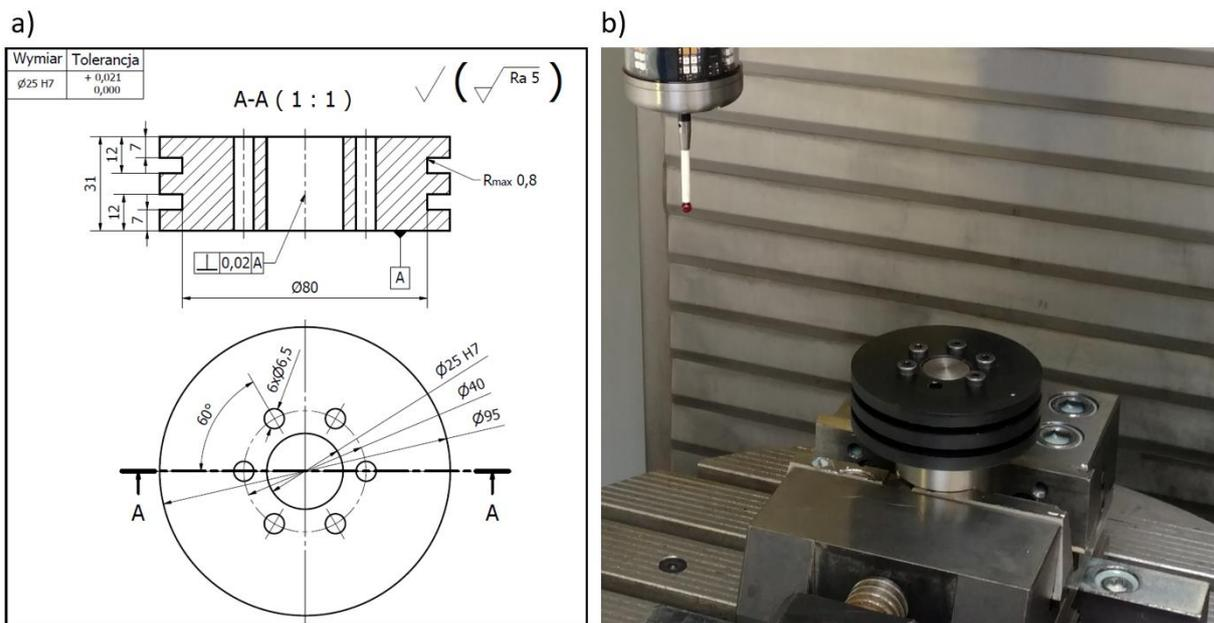 a)
b)
Wymiar Tolerancja
Ø25 H7 + 0,021
0,000
Ra 5
A-A ( 1 : 1 )
7
12
31
12
7
Rmax 0,8
⊥ 0,02 A
A
Ø80
60°
6xØ6,5
Ø25 H7
Ø40
Ø95
A A